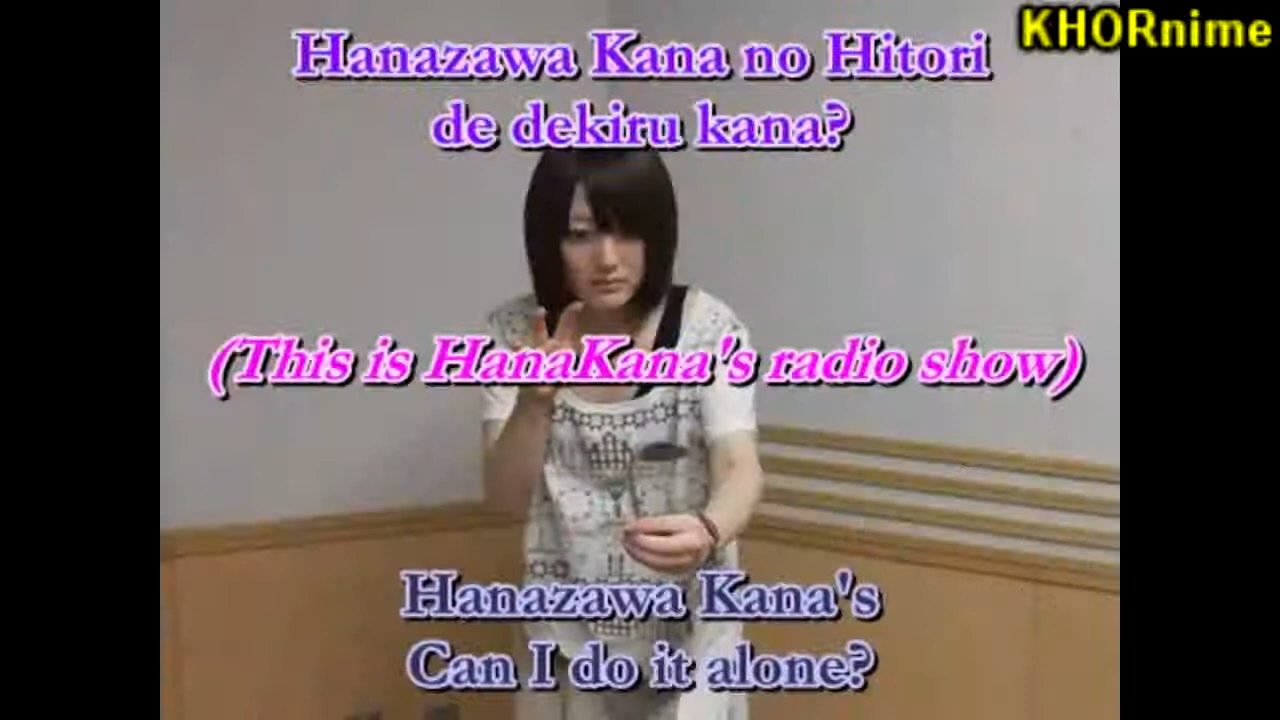 KHORnime
Hanazawa Kana no Hitori
de dekiru kana?
(This is HanaKana's radio show)
Hanazawa Kana's
Can I do it alone?